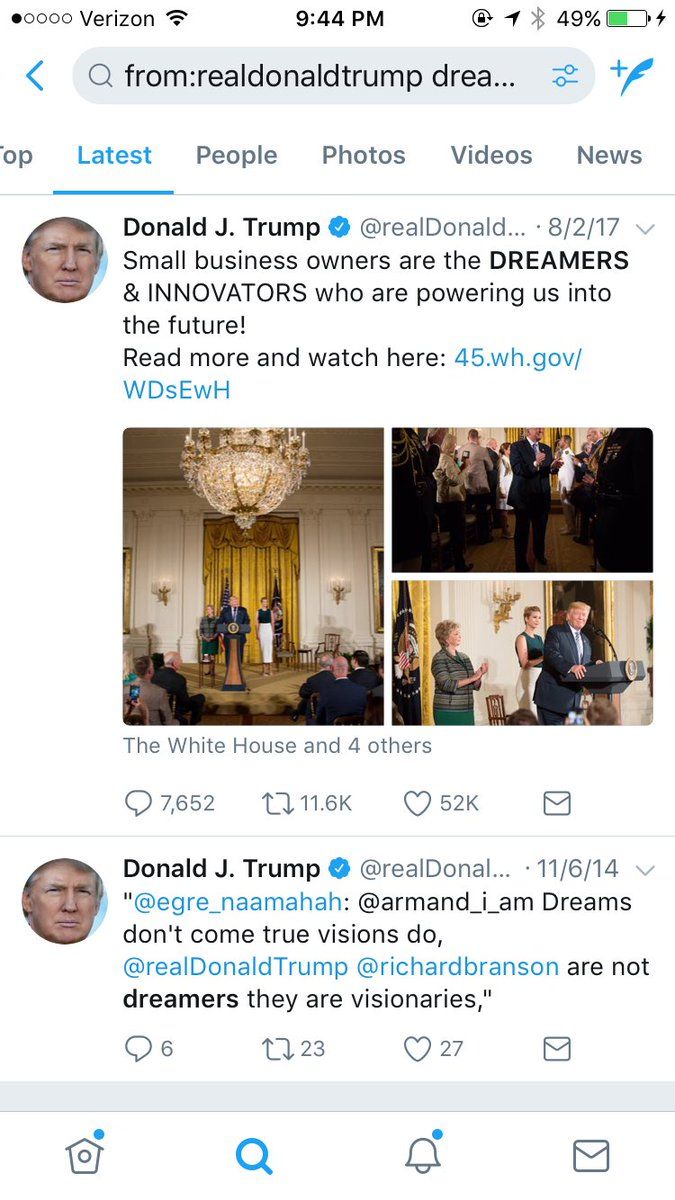 Verizon 9:44 PM 49%
from:realdonaldtrump drea...
Top Latest People Photos Videos News
Donald J. Trump @realDonald... · 8/2/17
Small business owners are the DREAMERS
& INNOVATORS who are powering us into
the future!
Read more and watch here: 45.wh.gov/
WDsEwH
The White House and 4 others
7,652 11.6K 52K
Donald J. Trump @realDonal... · 11/6/14
"@egre_naamahah: @armand_i_am Dreams
don't come true visions do,
@realDonaldTrump @richardbranson are not
dreamers they are visionaries,"
6 23 27